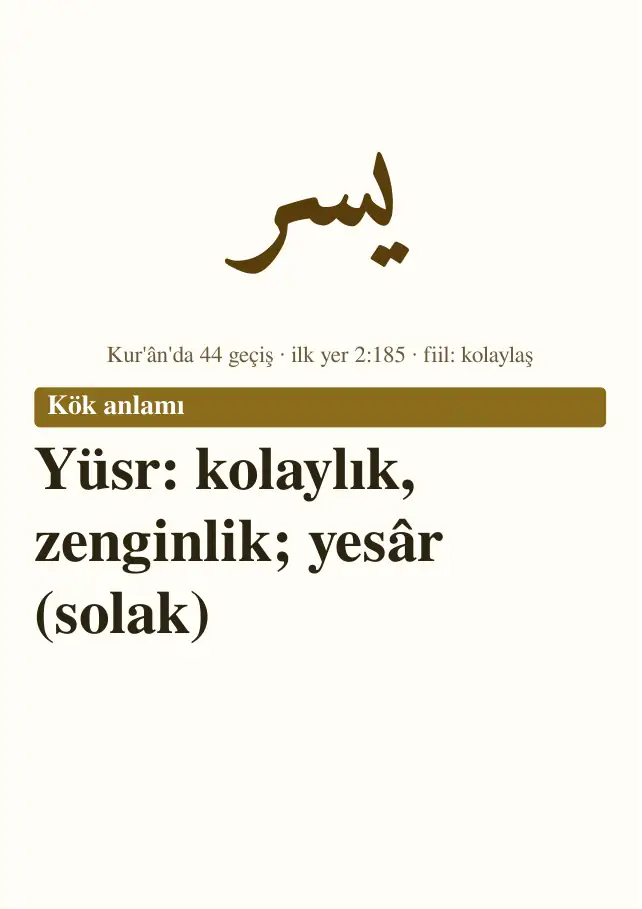 يسر
Kur'ân'da 44 geçiş · ilk yer 2:185 · fiil: kolaylaş
Kök anlamı
Yüsr: kolaylık,
zenginlik; yesâr
(solak)